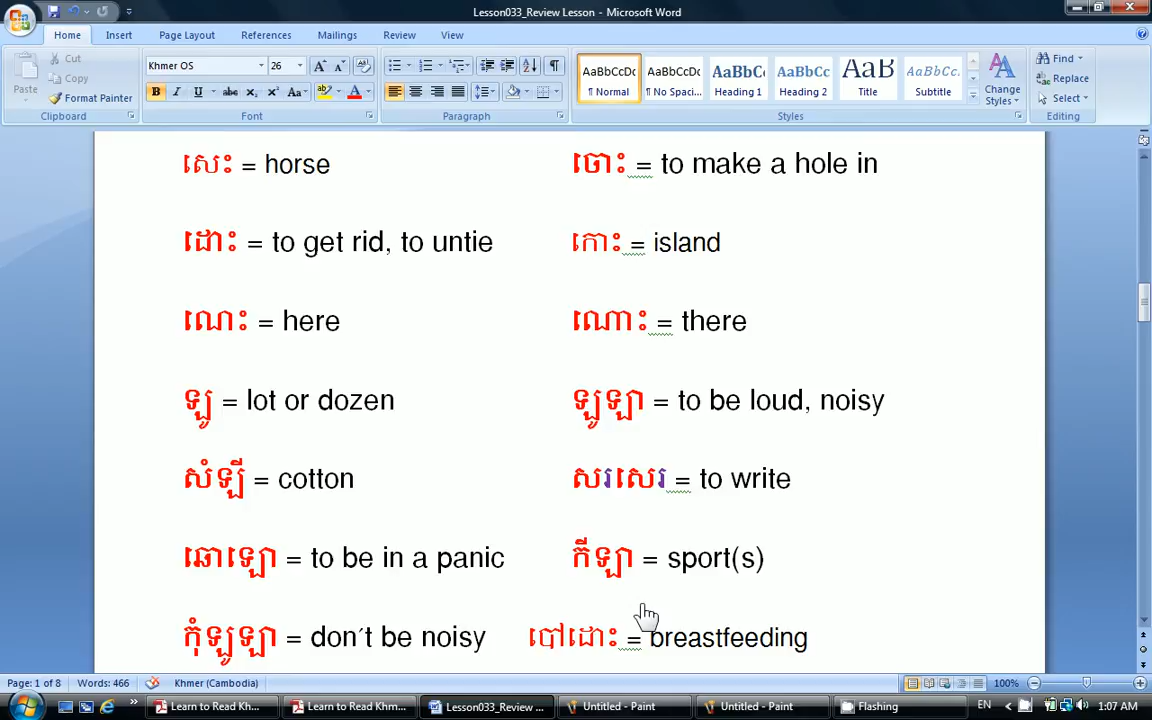 Lesson033_Review Lesson - Microsoft Word
Home Insert Page Layout References Mailings Review View
Cut
Copy
Paste
Format Painter
Khmer OS 26
Clipboard Font Paragraph Styles Editing
AaBbCcDc AaBbCcDc AaBbC AaBbCc AaB AaBbCc.
¶ Normal ¶ No Spaci... Heading 1 Heading 2 Title Subtitle
Change Styles
Find
Replace
Select
សេះ = horse ចោះ = to make a hole in
ដោះ = to get rid, to untie កោះ = island
ណេះ = here ណោះ = there
ឡូ = lot or dozen ឡូឡា = to be loud, noisy
សំឡី = cotton សរសេរ = to write
ឆោឡោ = to be in a panic កីឡា = sport(s)
កុំឡូឡា = don´t be noisy បៅដោះ = breastfeeding
Page: 1 of 8 Words: 466 Khmer (Cambodia) 100%
Learn to Read Kh... Learn to Read Khm... Lesson033_Review ... Untitled - Paint Untitled - Paint Flashing EN 1:07 AM